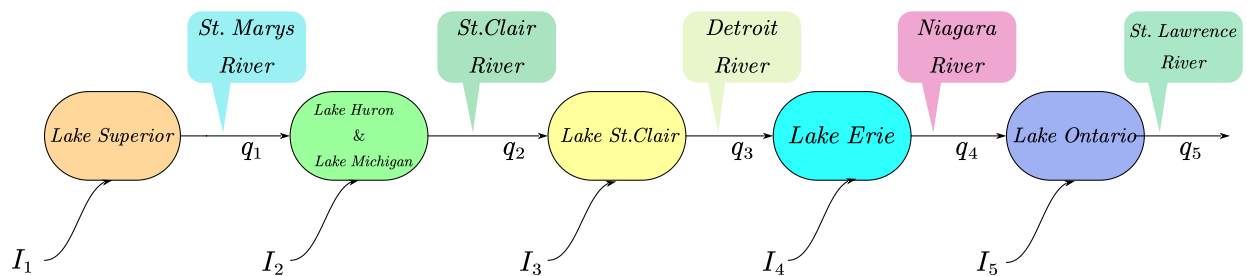 St. Marys
River
St.Clair
River
Detroit
River
Niagara
River
St. Lawrence
River
Lake Superior
Lake Huron
&
Lake Michigan
Lake St.Clair
Lake Erie
Lake Ontario
q1
q2
q3
q4
q5
I1
I2
I3
I4
I5